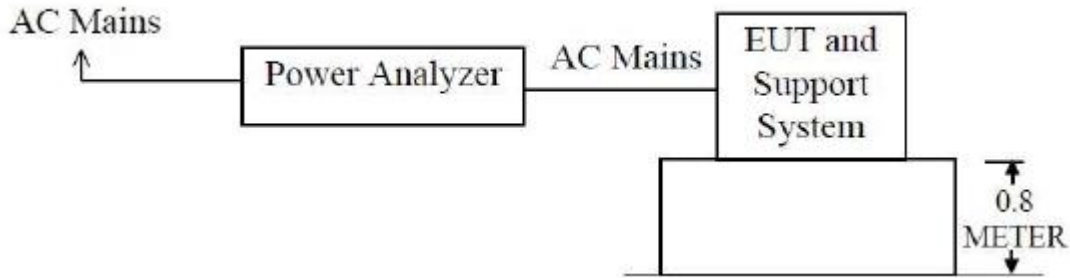 AC Mains
Power Analyzer
AC Mains
EUT and
Support
System
0.8
METER